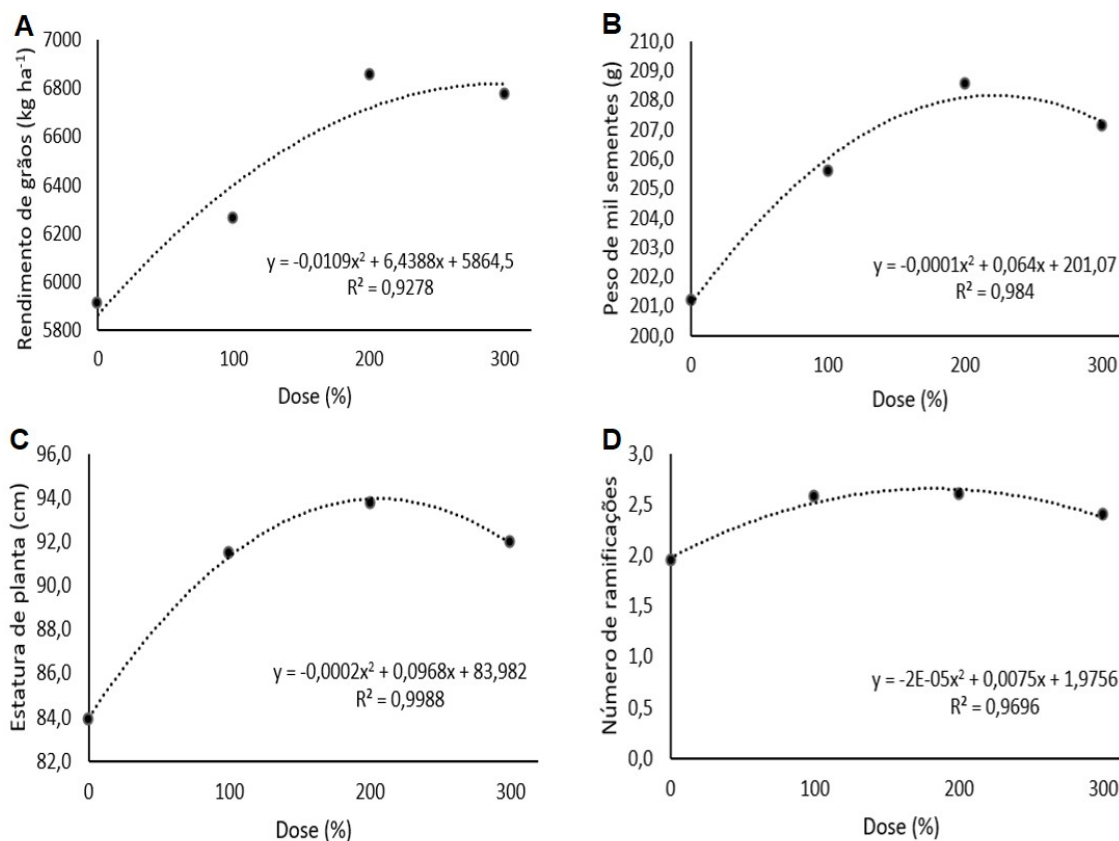 A
Rendimento de grãos (kg ha⁻¹)
7000
6800
6600
6400
6200
6000
5800
y = -0,0109x² + 6,4388x + 5864,5
R² = 0,9278
0 100 200 300
Dose (%)
B
Peso de mil sementes (g)
210,0
209,0
208,0
207,0
206,0
205,0
204,0
203,0
202,0
201,0
200,0
y = -0,0001x² + 0,064x + 201,07
R² = 0,984
0 100 200 300
Dose (%)
C
Estatura de planta (cm)
96,0
94,0
92,0
90,0
88,0
86,0
84,0
82,0
y = -0,0002x² + 0,0968x + 83,982
R² = 0,9988
0 100 200 300
Dose (%)
D
Número de ramificações
3,0
2,5
2,0
1,5
1,0
0,5
0,0
y = -2E-05x² + 0,0075x + 1,9756
R² = 0,9696
0 100 200 300
Dose (%)